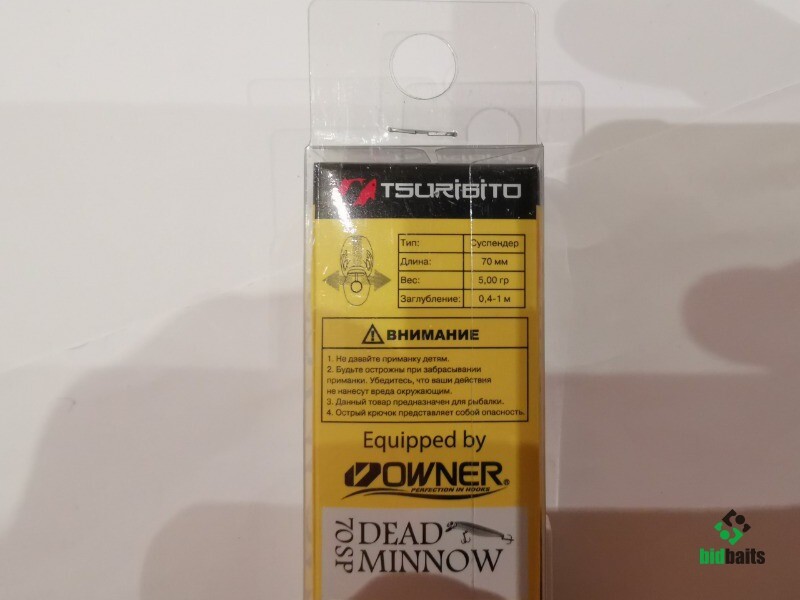 TSURIBITO
Тип: Суспендер
Длина: 70 мм
Вес: 5,00 гр
Заглубление: 0,4-1 м
ВНИМАНИЕ
1. Не давайте приманку детям.
2. Будьте осторожны при забрасывании
приманки. Убедитесь, что ваши действия
не нанесут вреда окружающим.
3. Данный товар предназначен для рыбалки.
4. Острый крючок представляет собой опасность.
Equipped by
OWNER®
PERFECTION IN HOOKS
70SP
DEAD
MINNOW
bidbaits